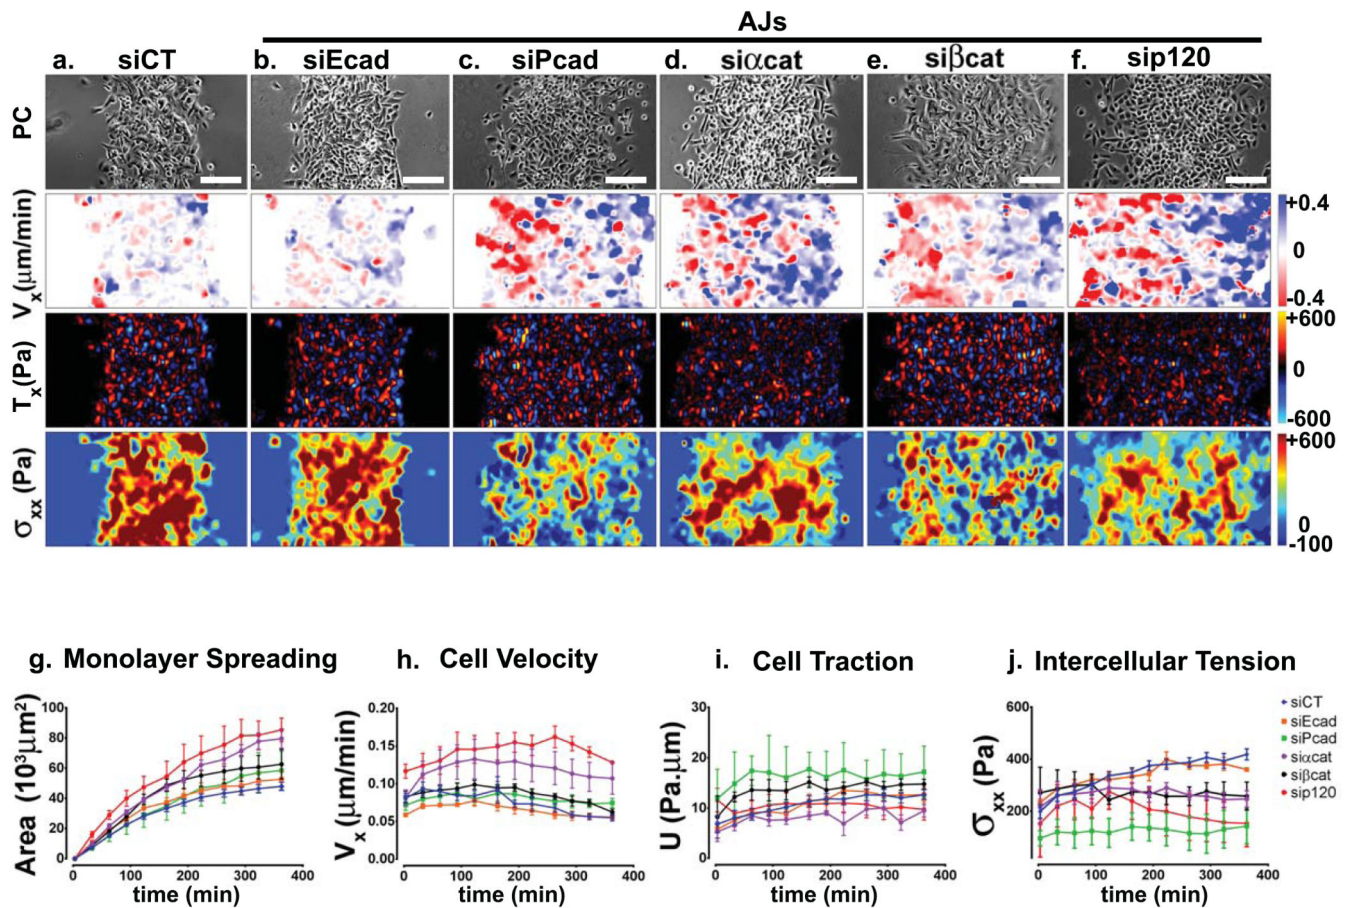 AJs
a. siCT b. siEcad c. siPcad d. siαcat e. siβcat f. sip120
PC
Vx(μm/min)
+0.4
0
-0.4
Tx(Pa)
+600
0
-600
σxx (Pa)
+600
0
-100
g. Monolayer Spreading h. Cell Velocity i. Cell Traction j. Intercellular Tension
Area (10³μm²)
100
80
60
40
20
0
0 100 200 300 400
time (min)
Vx (μm/min)
0.20
0.15
0.10
0.05
0.00
0 100 200 300 400
time (min)
U (Pa.μm)
30
20
10
0
0 100 200 300 400
time (min)
σxx (Pa)
600
400
200
0 100 200 300 400
time (min)
siCT
siEcad
siPcad
siαcat
siβcat
sip120